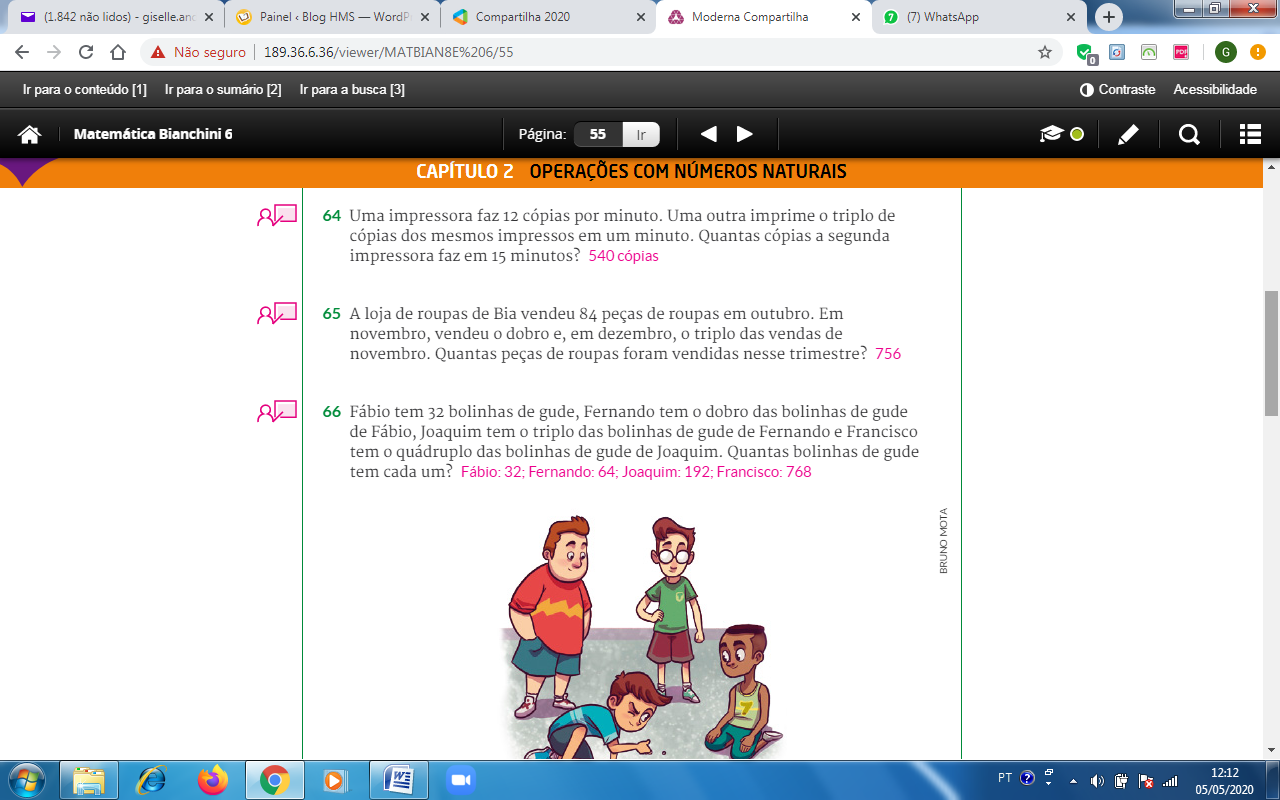 (1.842 não lidos) - giselle.anc
Painel ‹ Blog HMS — WordPr
Compartilha 2020
Moderna Compartilha
(7) WhatsApp
Não seguro | 189.36.6.36/viewer/MATBIAN8E%206/55
0
PDF
G
Ir para o conteúdo [1] Ir para o sumário [2] Ir para a busca [3]
Contraste Acessibilidade
Matemática Bianchini 6
Página: 55 Ir
CAPÍTULO 2 OPERAÇÕES COM NÚMEROS NATURAIS
64 Uma impressora faz 12 cópias por minuto. Uma outra imprime o triplo de
cópias dos mesmos impressos em um minuto. Quantas cópias a segunda
impressora faz em 15 minutos? 540 cópias
65 A loja de roupas de Bia vendeu 84 peças de roupas em outubro. Em
novembro, vendeu o dobro e, em dezembro, o triplo das vendas de
novembro. Quantas peças de roupas foram vendidas nesse trimestre? 756
66 Fábio tem 32 bolinhas de gude, Fernando tem o dobro das bolinhas de gude
de Fábio, Joaquim tem o triplo das bolinhas de gude de Fernando e Francisco
tem o quádruplo das bolinhas de gude de Joaquim. Quantas bolinhas de gude
tem cada um? Fábio: 32; Fernando: 64; Joaquim: 192; Francisco: 768
BRUNO MOTA
7
PT
12:12
05/05/2020